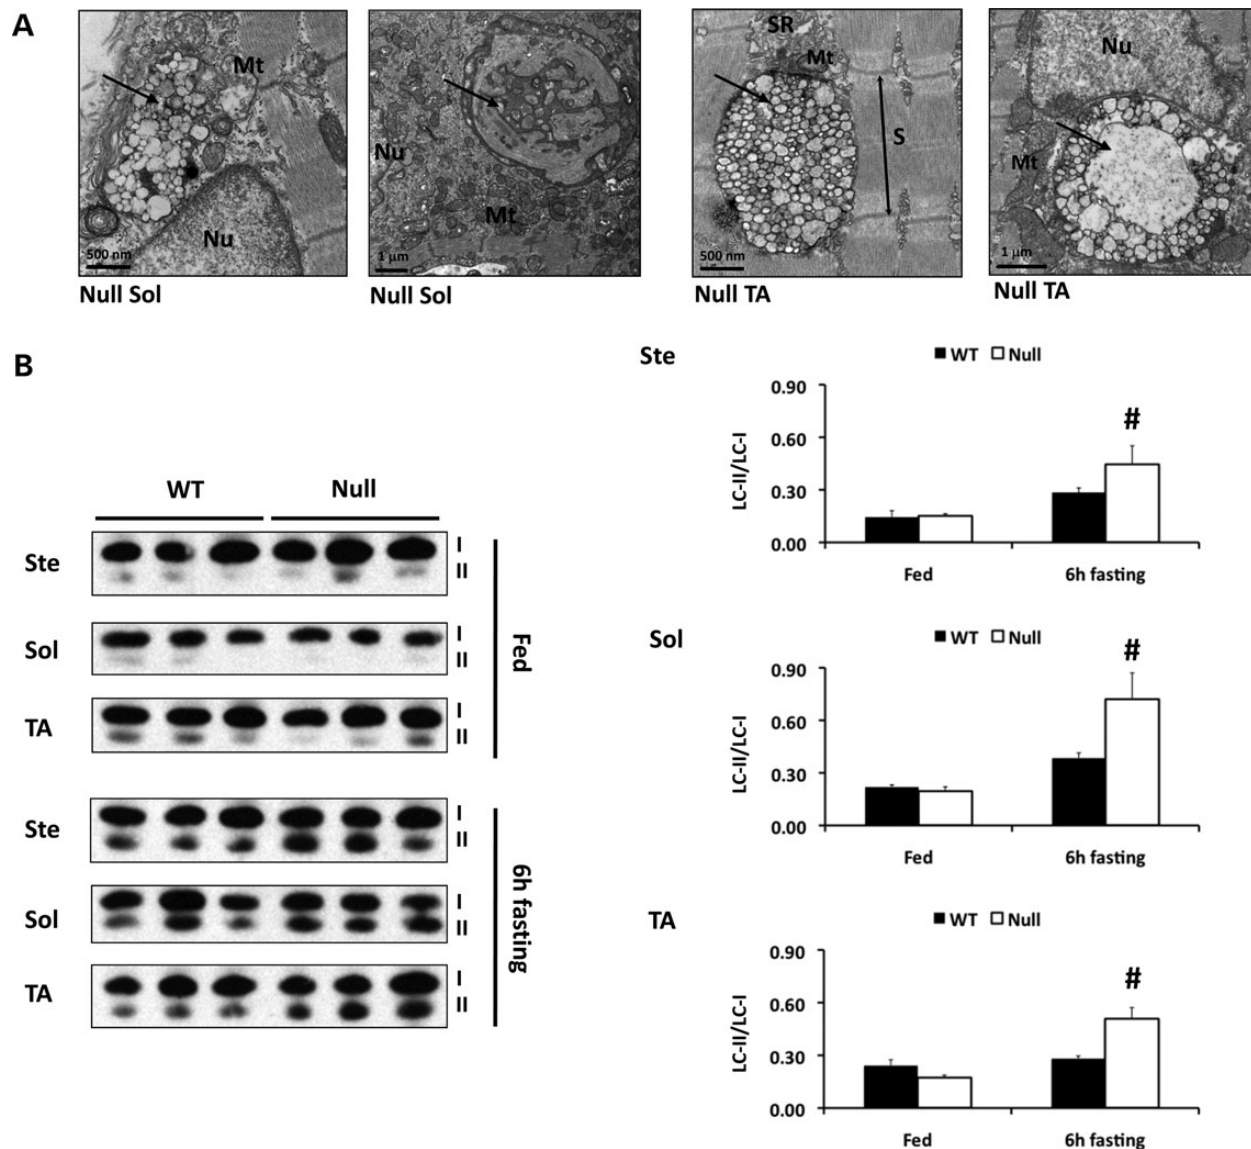 A
Mt
Nu
500 nm
Null Sol
Nu
Mt
1 µm
Null Sol
SR
Mt
S
500 nm
Null TA
Nu
Mt
1 µm
Null TA
B
WT Null
Ste I
II
Sol I
II
TA I
II
Fed
Ste I
II
Sol I
II
TA I
II
6h fasting
Ste
WT Null
LC-II/LC-I
0.90
0.60
0.30
0.00
#
Fed 6h fasting
Sol
WT Null
LC-II/LC-I
0.90
0.60
0.30
0.00
#
Fed 6h fasting
TA
WT Null
LC-II/LC-I
0.90
0.60
0.30
0.00
#
Fed 6h fasting